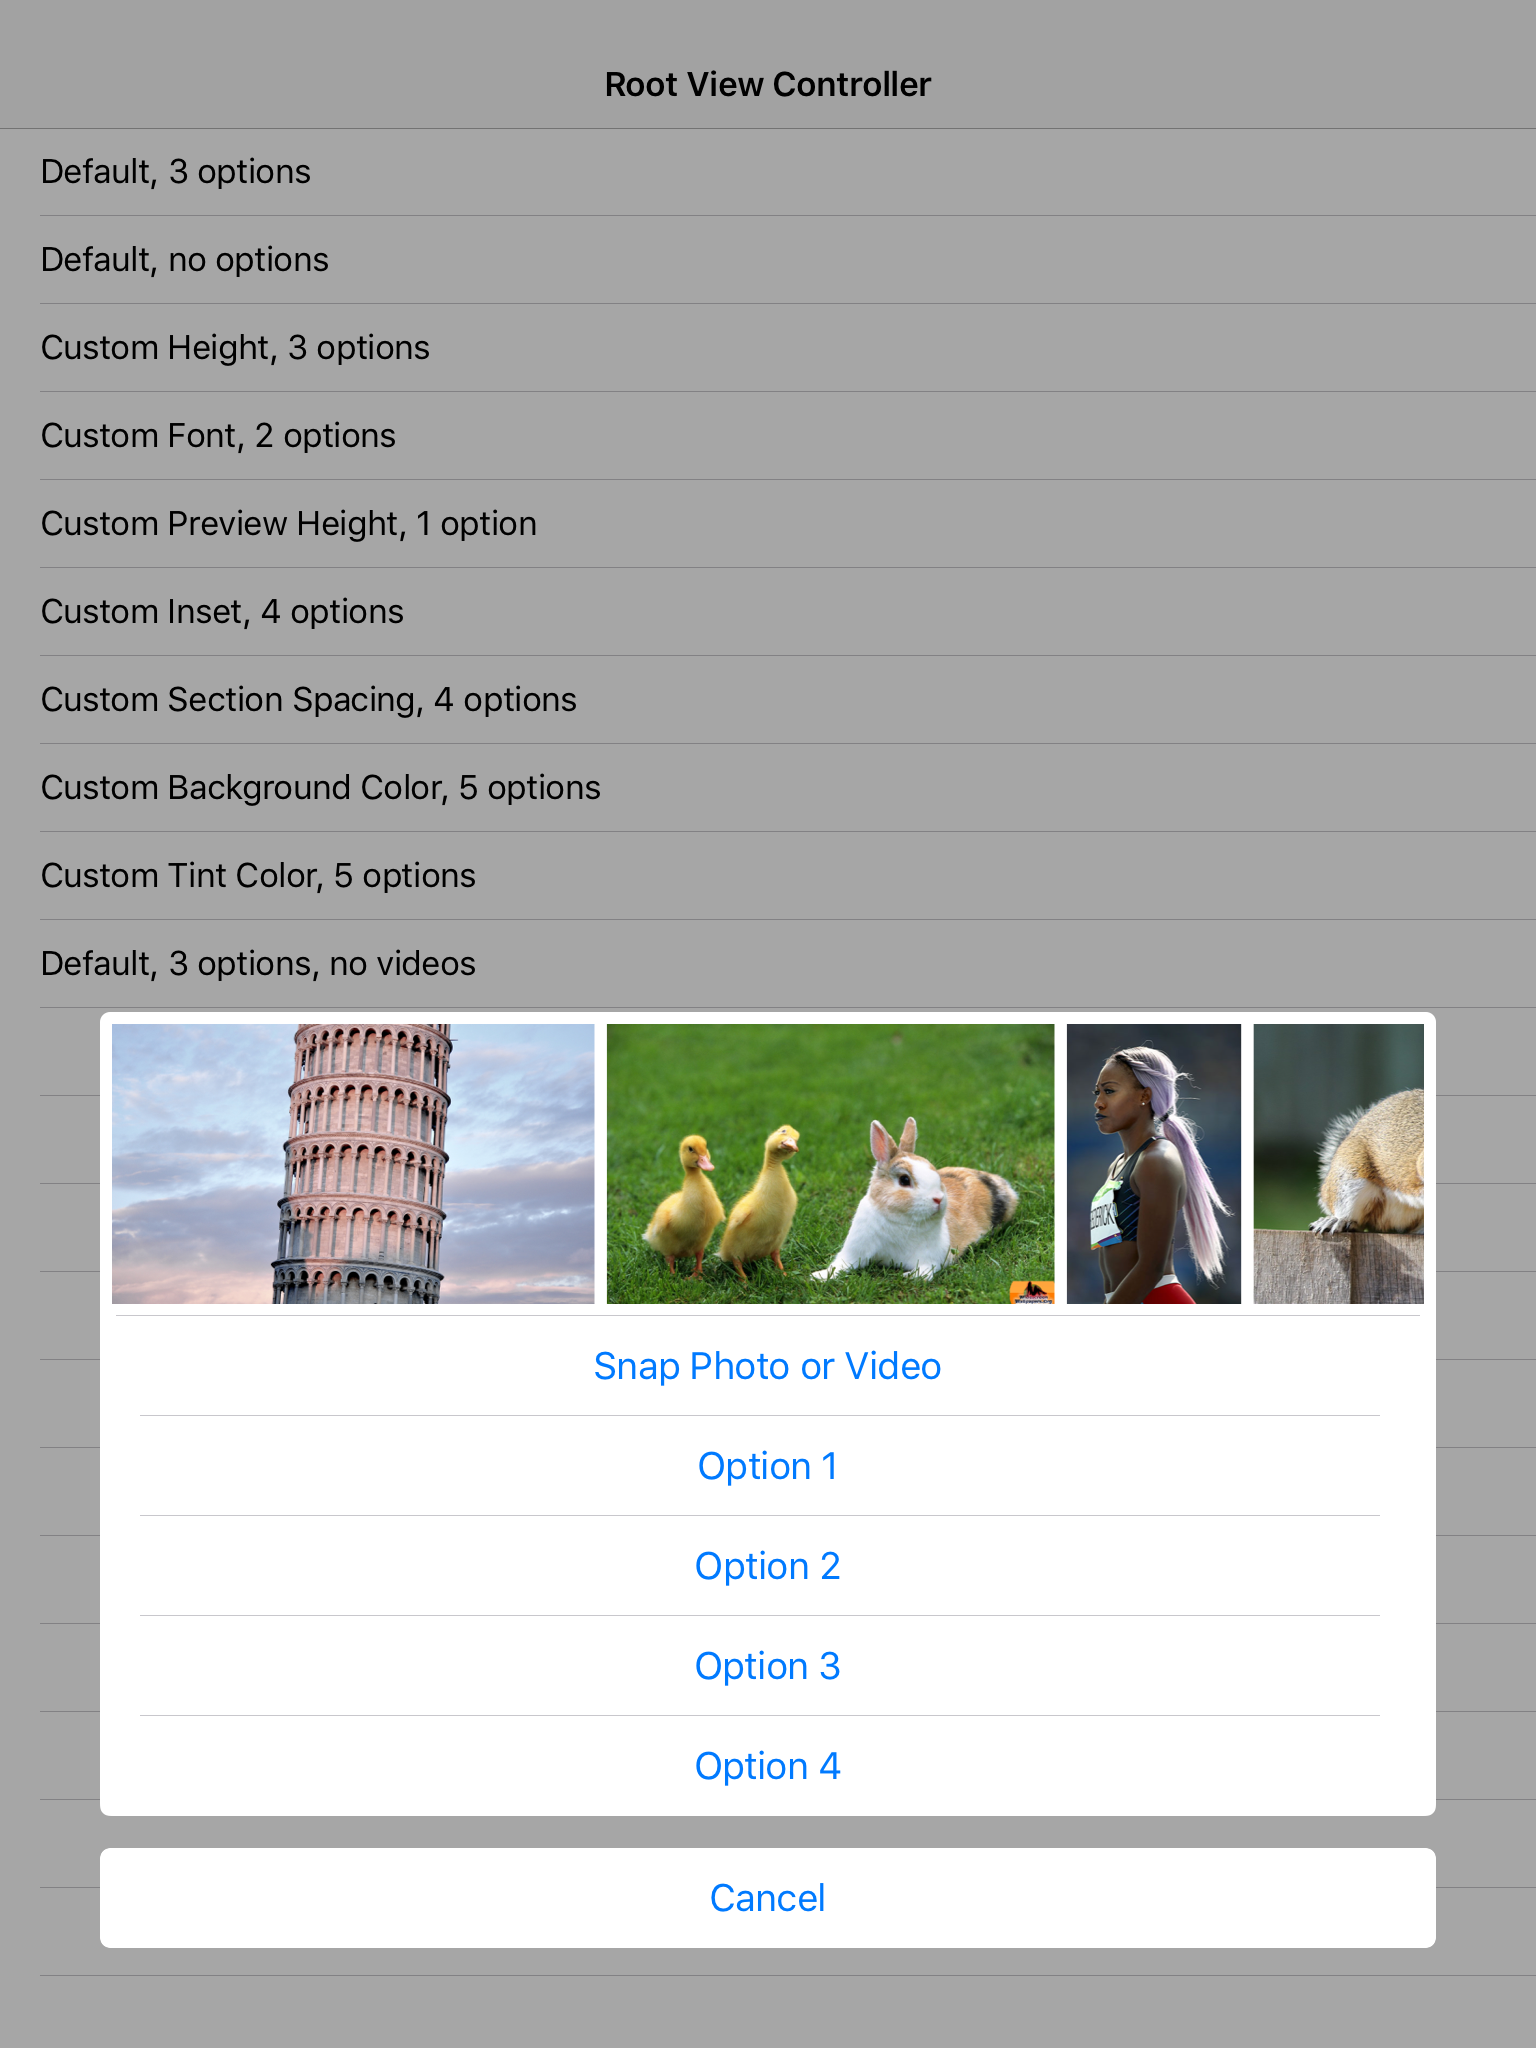 Root View Controller
Default, 3 options
Default, no options
Custom Height, 3 options
Custom Font, 2 options
Custom Preview Height, 1 option
Custom Inset, 4 options
Custom Section Spacing, 4 options
Custom Background Color, 5 options
Custom Tint Color, 5 options
Default, 3 options, no videos
Snap Photo or Video
Option 1
Option 2
Option 3
Option 4
Cancel